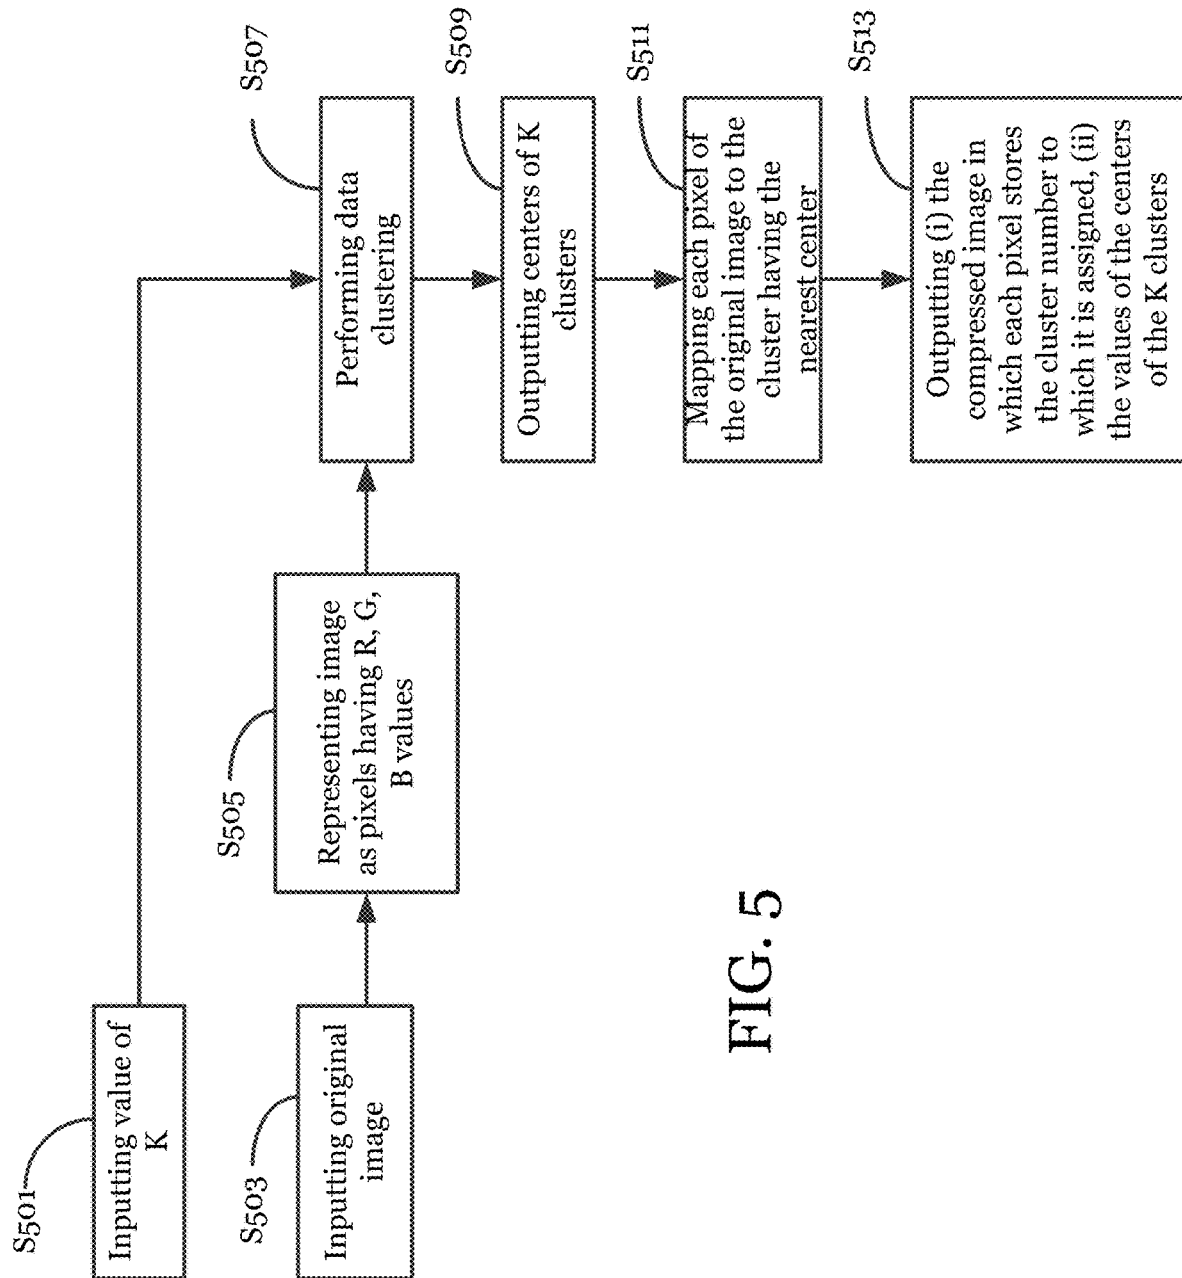 S501
Inputting value of
K
S503
Inputting original
image
S505
Representing image
as pixels having R, G,
B values
S507
Performing data
clustering
S509
Outputting centers of K
clusters
S511
Mapping each pixel of
the original image to the
cluster having the
nearest center
S513
Outputting (i) the
compressed image in
which each pixel stores
the cluster number to
which it is assigned, (ii)
the values of the centers
of the K clusters
FIG. 5